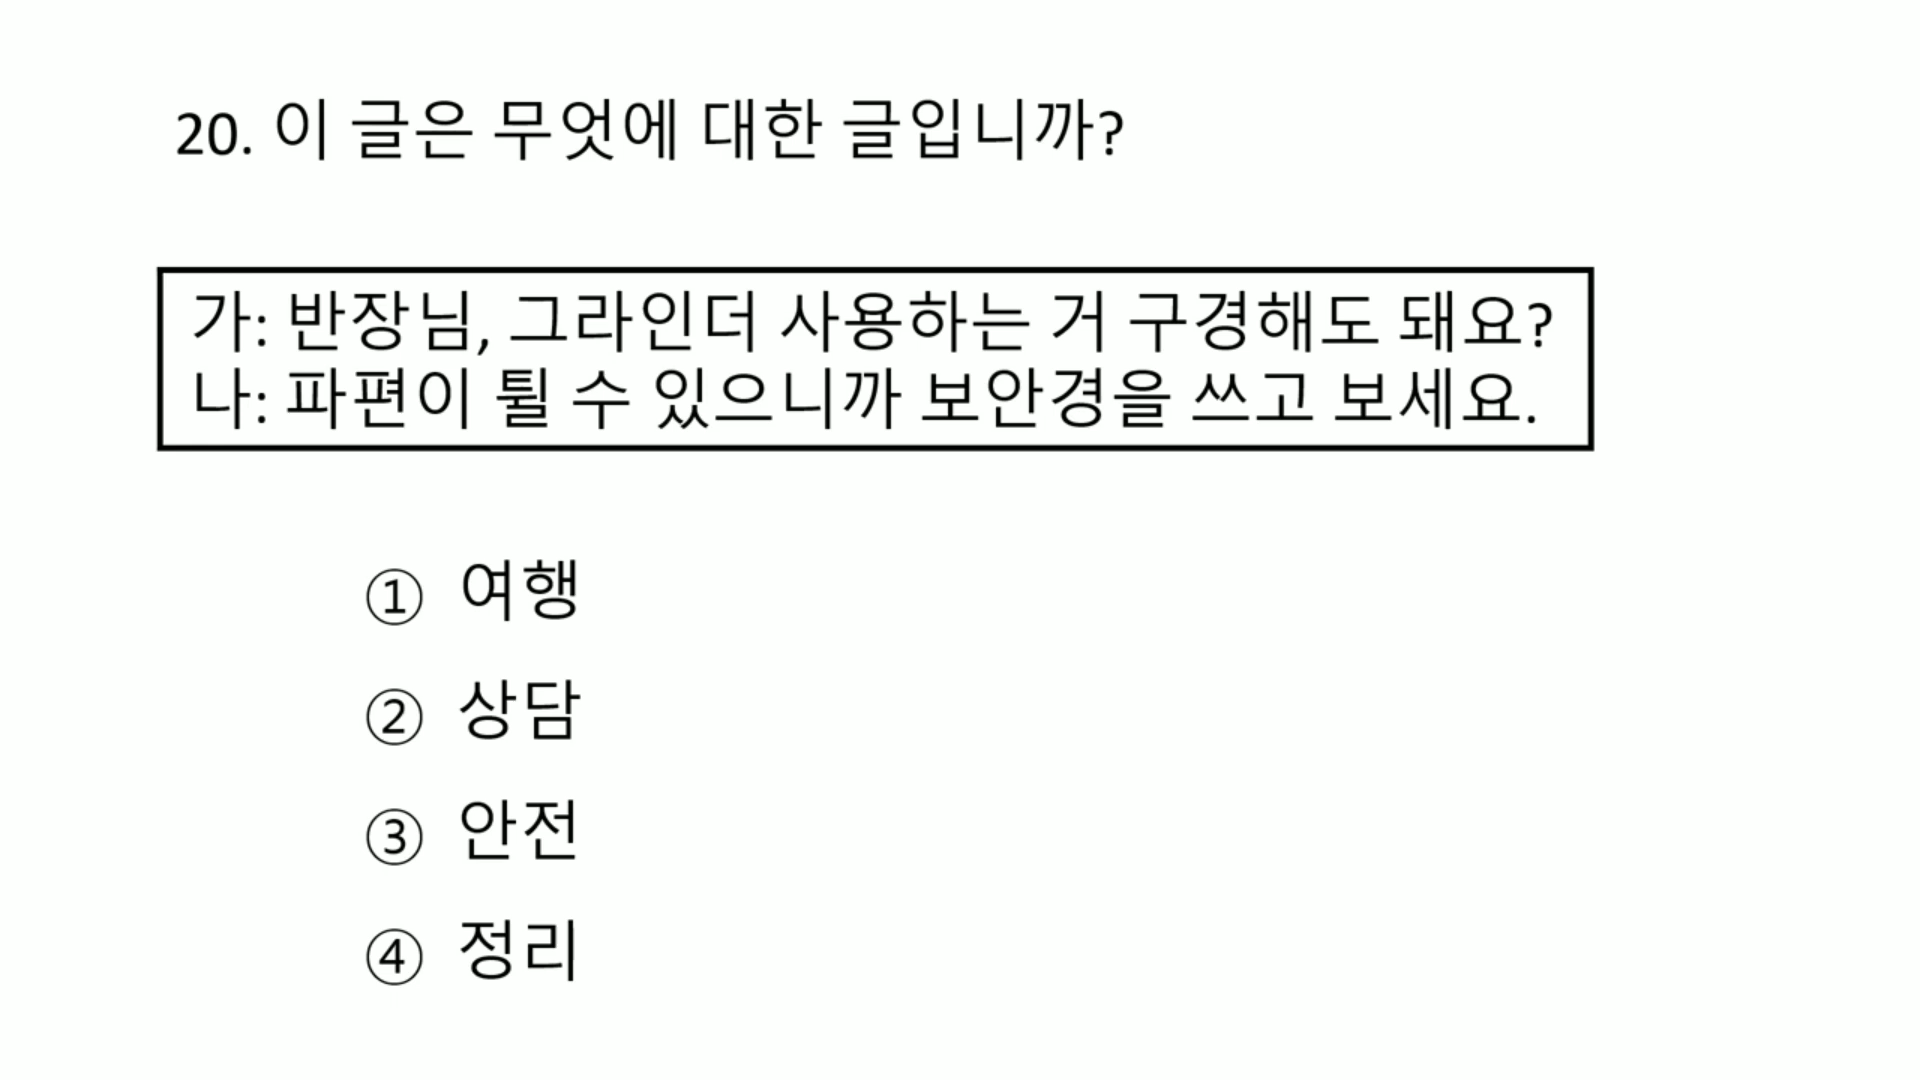 20. 이 글은 무엇에 대한 글입니까?
가: 반장님, 그라인더 사용하는 거 구경해도 돼요?
나: 파편이 튈 수 있으니까 보안경을 쓰고 보세요.
① 여행
② 상담
③ 안전
④ 정리